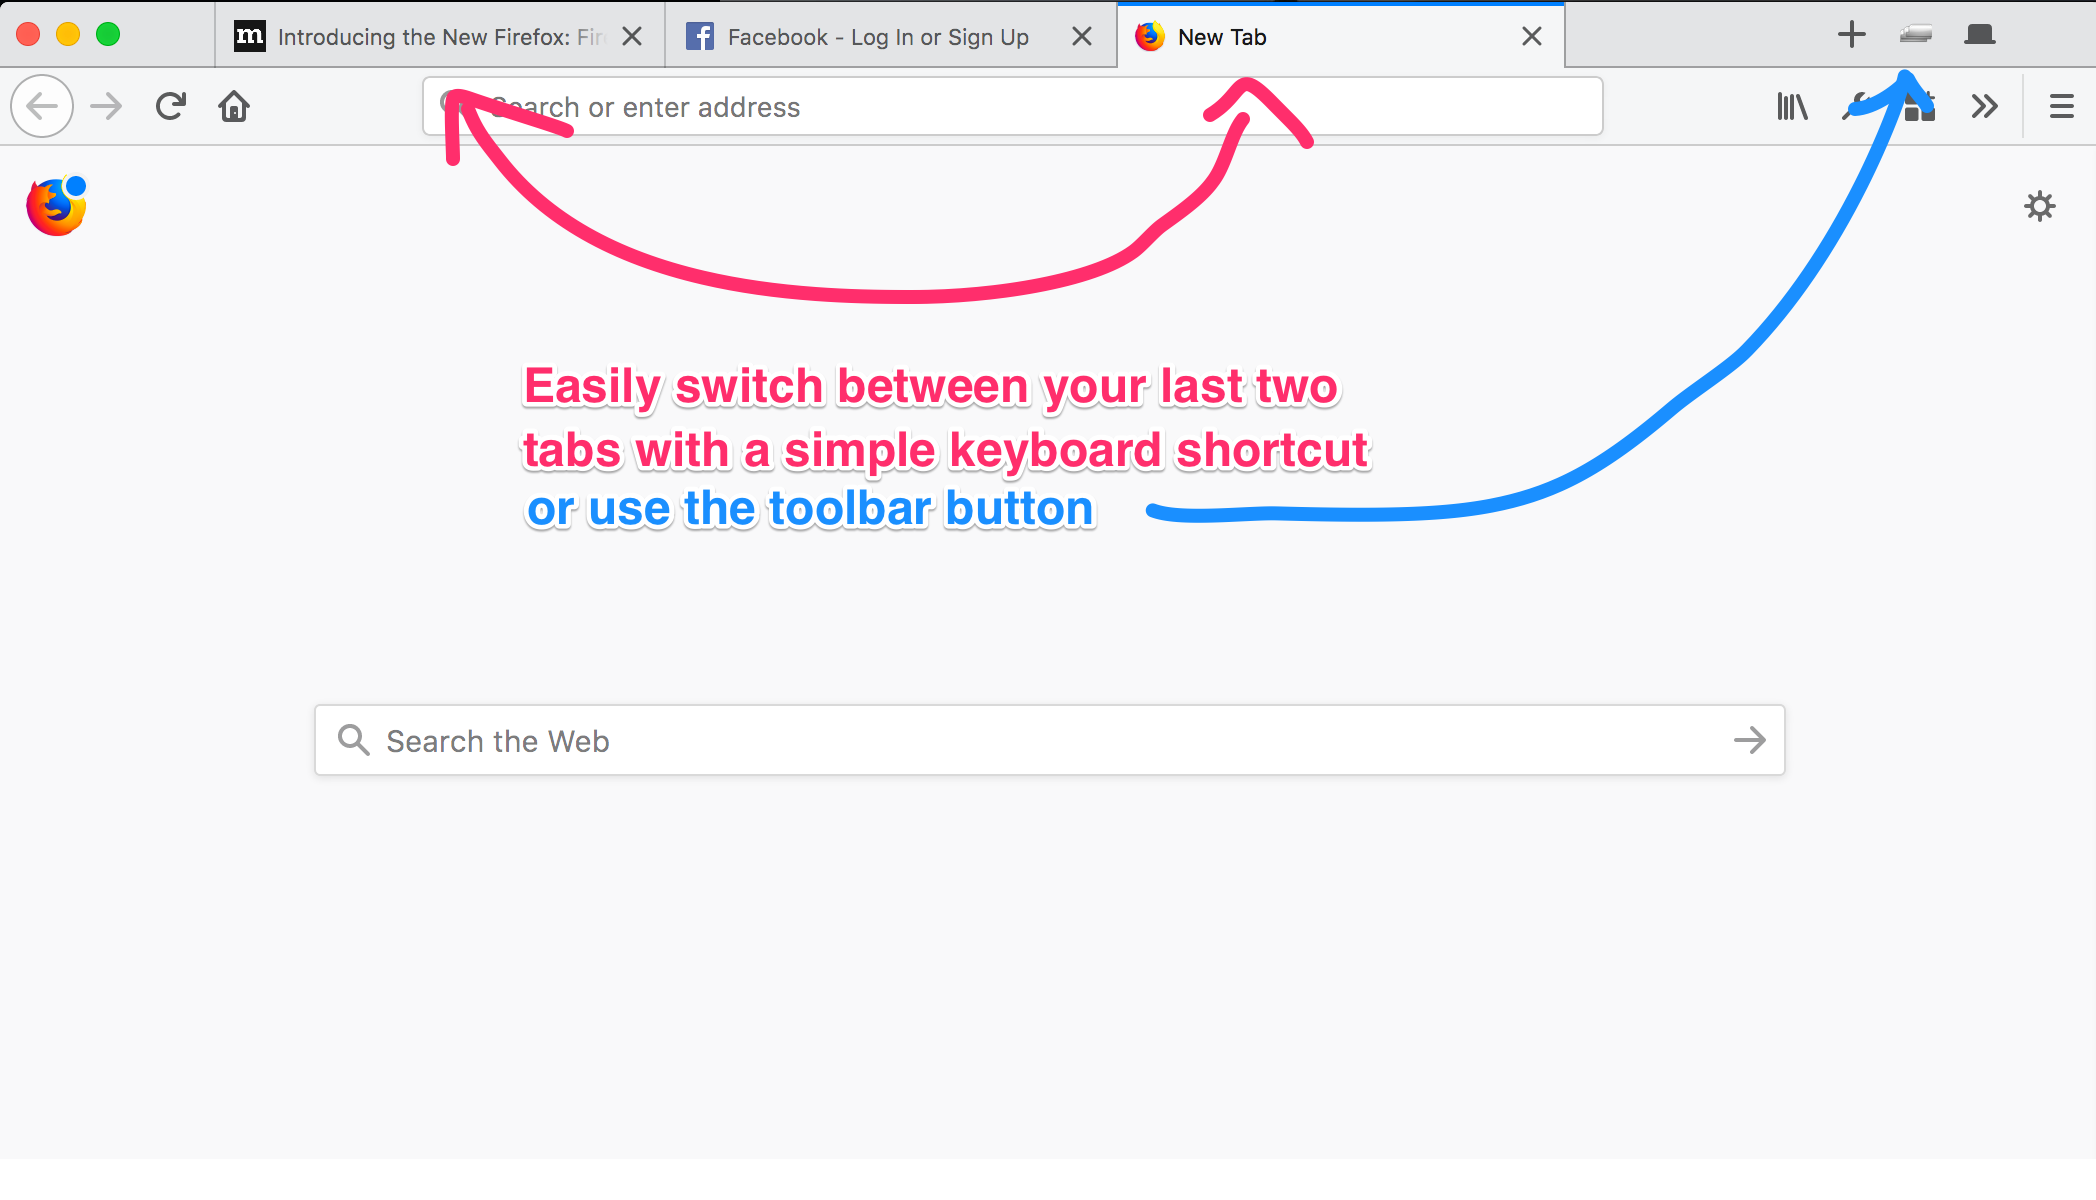 m Introducing the New Firefox: Fire
f Facebook - Log In or Sign Up
New Tab
Search or enter address
Easily switch between your last two
tabs with a simple keyboard shortcut
or use the toolbar button
Search the Web